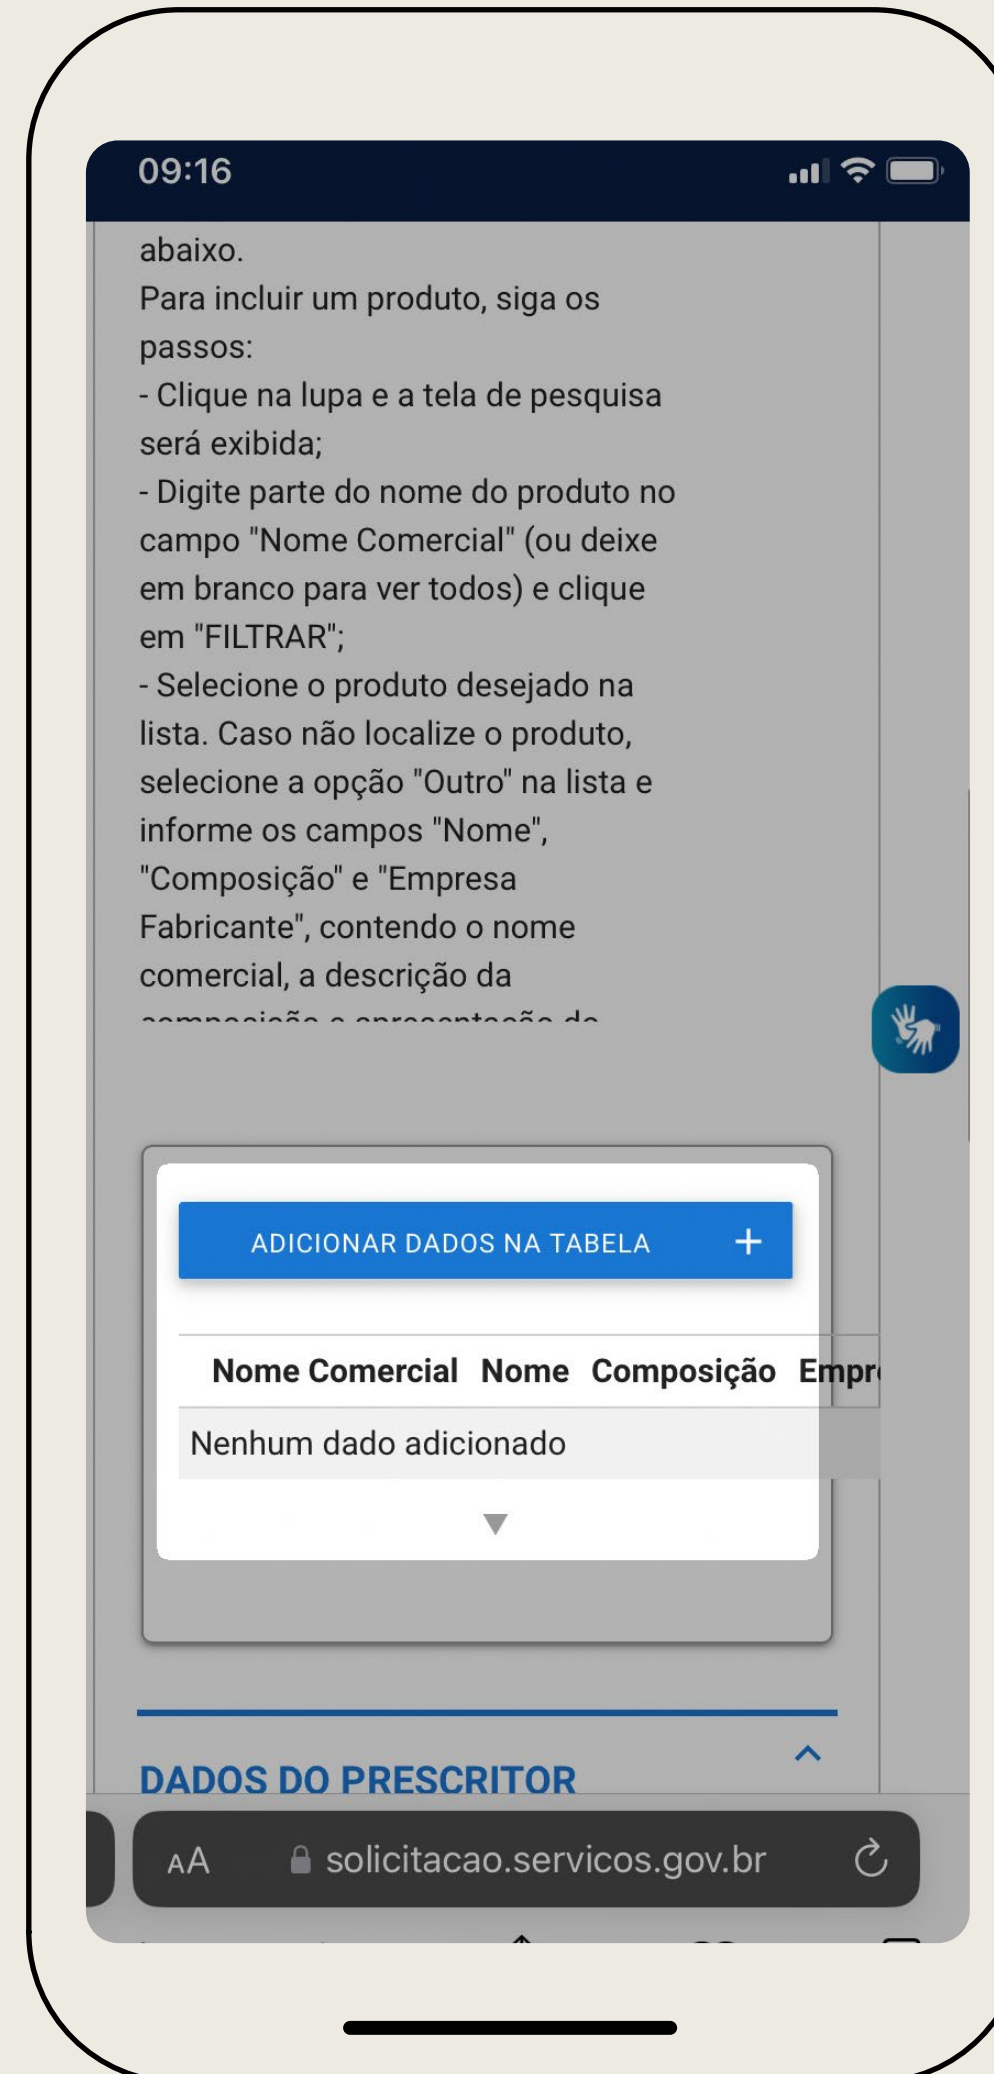 09:16
abaixo.
Para incluir um produto, siga os
passos:
- Clique na lupa e a tela de pesquisa
será exibida;
- Digite parte do nome do produto no
campo "Nome Comercial" (ou deixe
em branco para ver todos) e clique
em "FILTRAR";
- Selecione o produto desejado na
lista. Caso não localize o produto,
selecione a opção "Outro" na lista e
informe os campos "Nome",
"Composição" e "Empresa
Fabricante", contendo o nome
comercial, a descrição da
composição e apresentação do
ADICIONAR DADOS NA TABELA +
Nome Comercial Nome Composição Empr
Nenhum dado adicionado
DADOS DO PRESCRITOR
AA solicitacao.servicos.gov.br